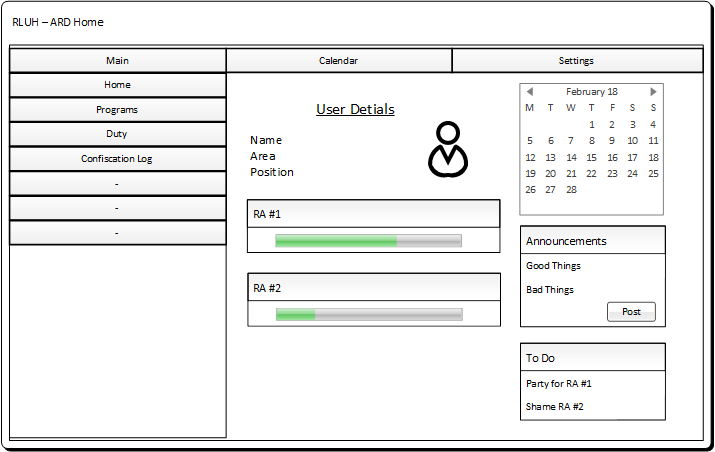 RLUH – ARD Home
Main
Calendar
Settings
Home
Programs
Duty
Confiscation Log
-
-
-
User Detials
Name
Area
Position
RA #1
RA #2
February 18
M T W T F S S
1 2 3 4
5 6 7 8 9 10 11
12 13 14 15 16 17 18
19 20 21 22 23 24 25
26 27 28
Announcements
Good Things
Bad Things
Post
To Do
Party for RA #1
Shame RA #2